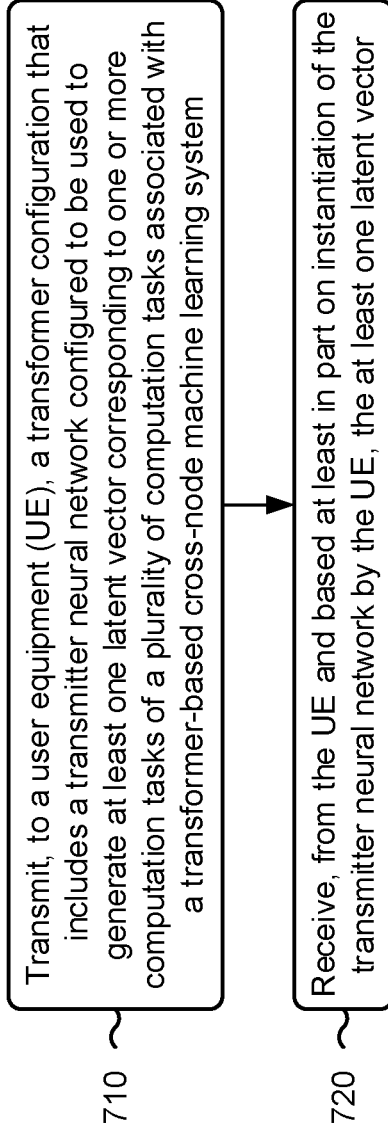 710
Transmit, to a user equipment (UE), a transformer configuration that
includes a transmitter neural network configured to be used to
generate at least one latent vector corresponding to one or more
computation tasks of a plurality of computation tasks associated with
a transformer-based cross-node machine learning system
720
Receive, from the UE and based at least in part on instantiation of the
transmitter neural network by the UE, the at least one latent vector